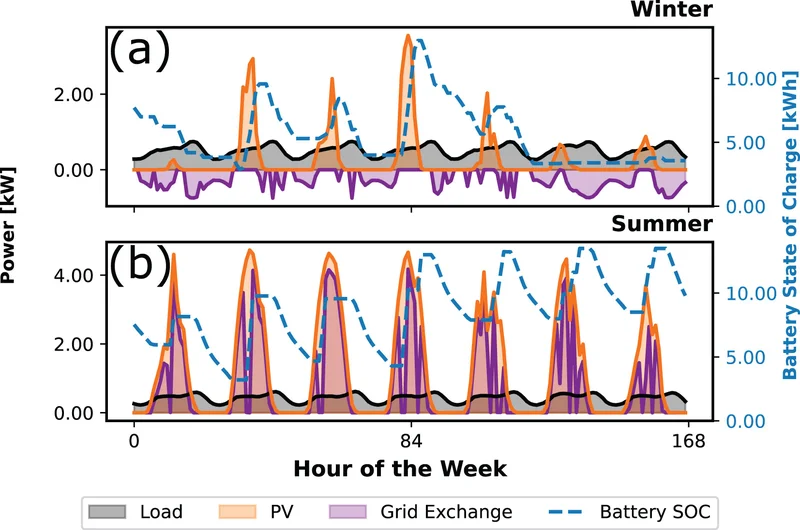 Winter
(a)
2.00
0.00
10.00
5.00
0.00
Summer
(b)
4.00
2.00
0.00
10.00
5.00
0.00
Power [kW]
Battery State of Charge [kWh]
0 84 168
Hour of the Week
Load PV Grid Exchange Battery SOC